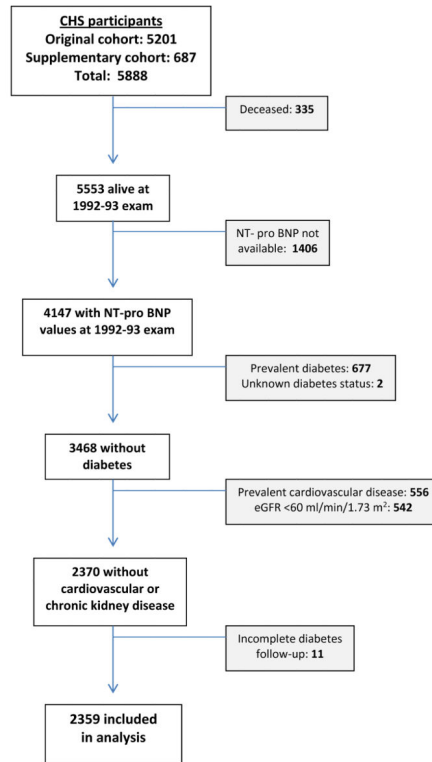 CHS participants
Original cohort: 5201
Supplementary cohort: 687
Total: 5888
Deceased: 335
5553 alive at
1992-93 exam
NT- pro BNP not
available: 1406
4147 with NT-pro BNP
values at 1992-93 exam
Prevalent diabetes: 677
Unknown diabetes status: 2
3468 without
diabetes
Prevalent cardiovascular disease: 556
eGFR <60 ml/min/1.73 m²: 542
2370 without
cardiovascular or
chronic kidney disease
Incomplete diabetes
follow-up: 11
2359 included
in analysis